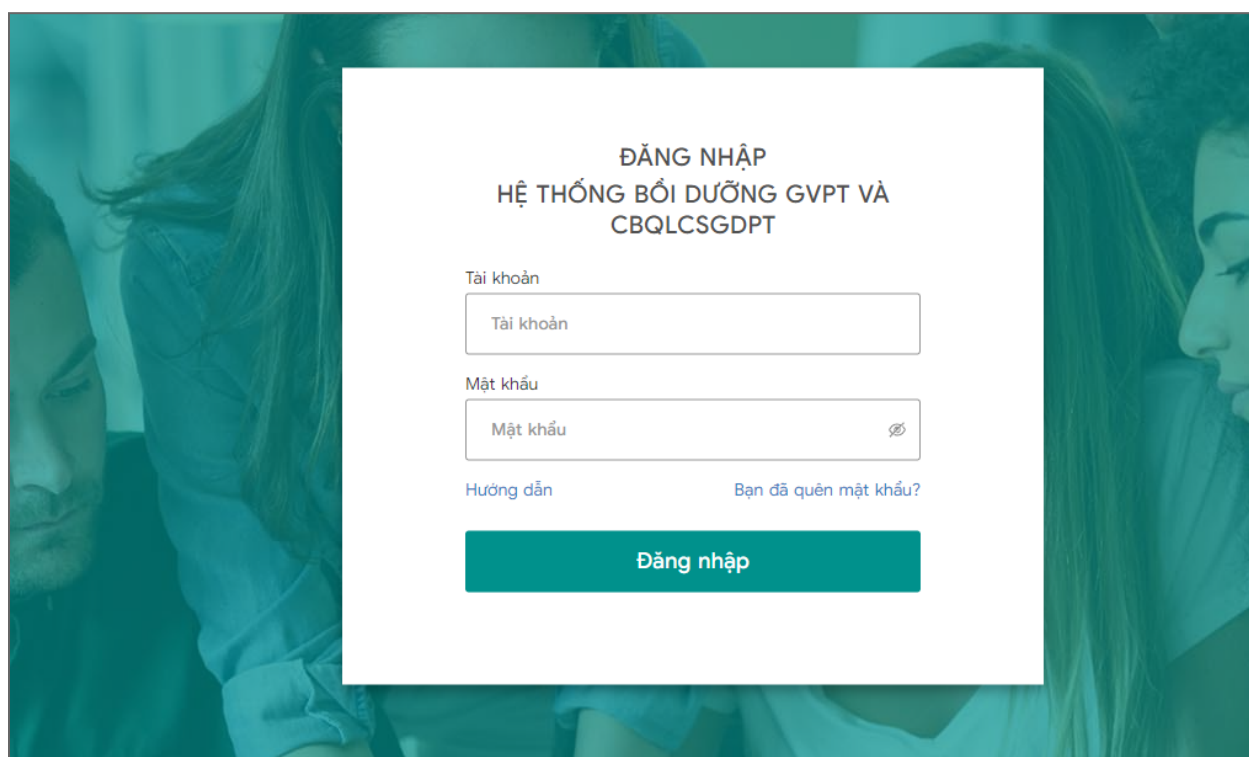 ĐĂNG NHẬP
HỆ THỐNG BỒI DƯỠNG GVPT VÀ
CBQLCSGDPT
Tài khoản
Tài khoản
Mật khẩu
Mật khẩu
Hướng dẫn
Bạn đã quên mật khẩu?
Đăng nhập